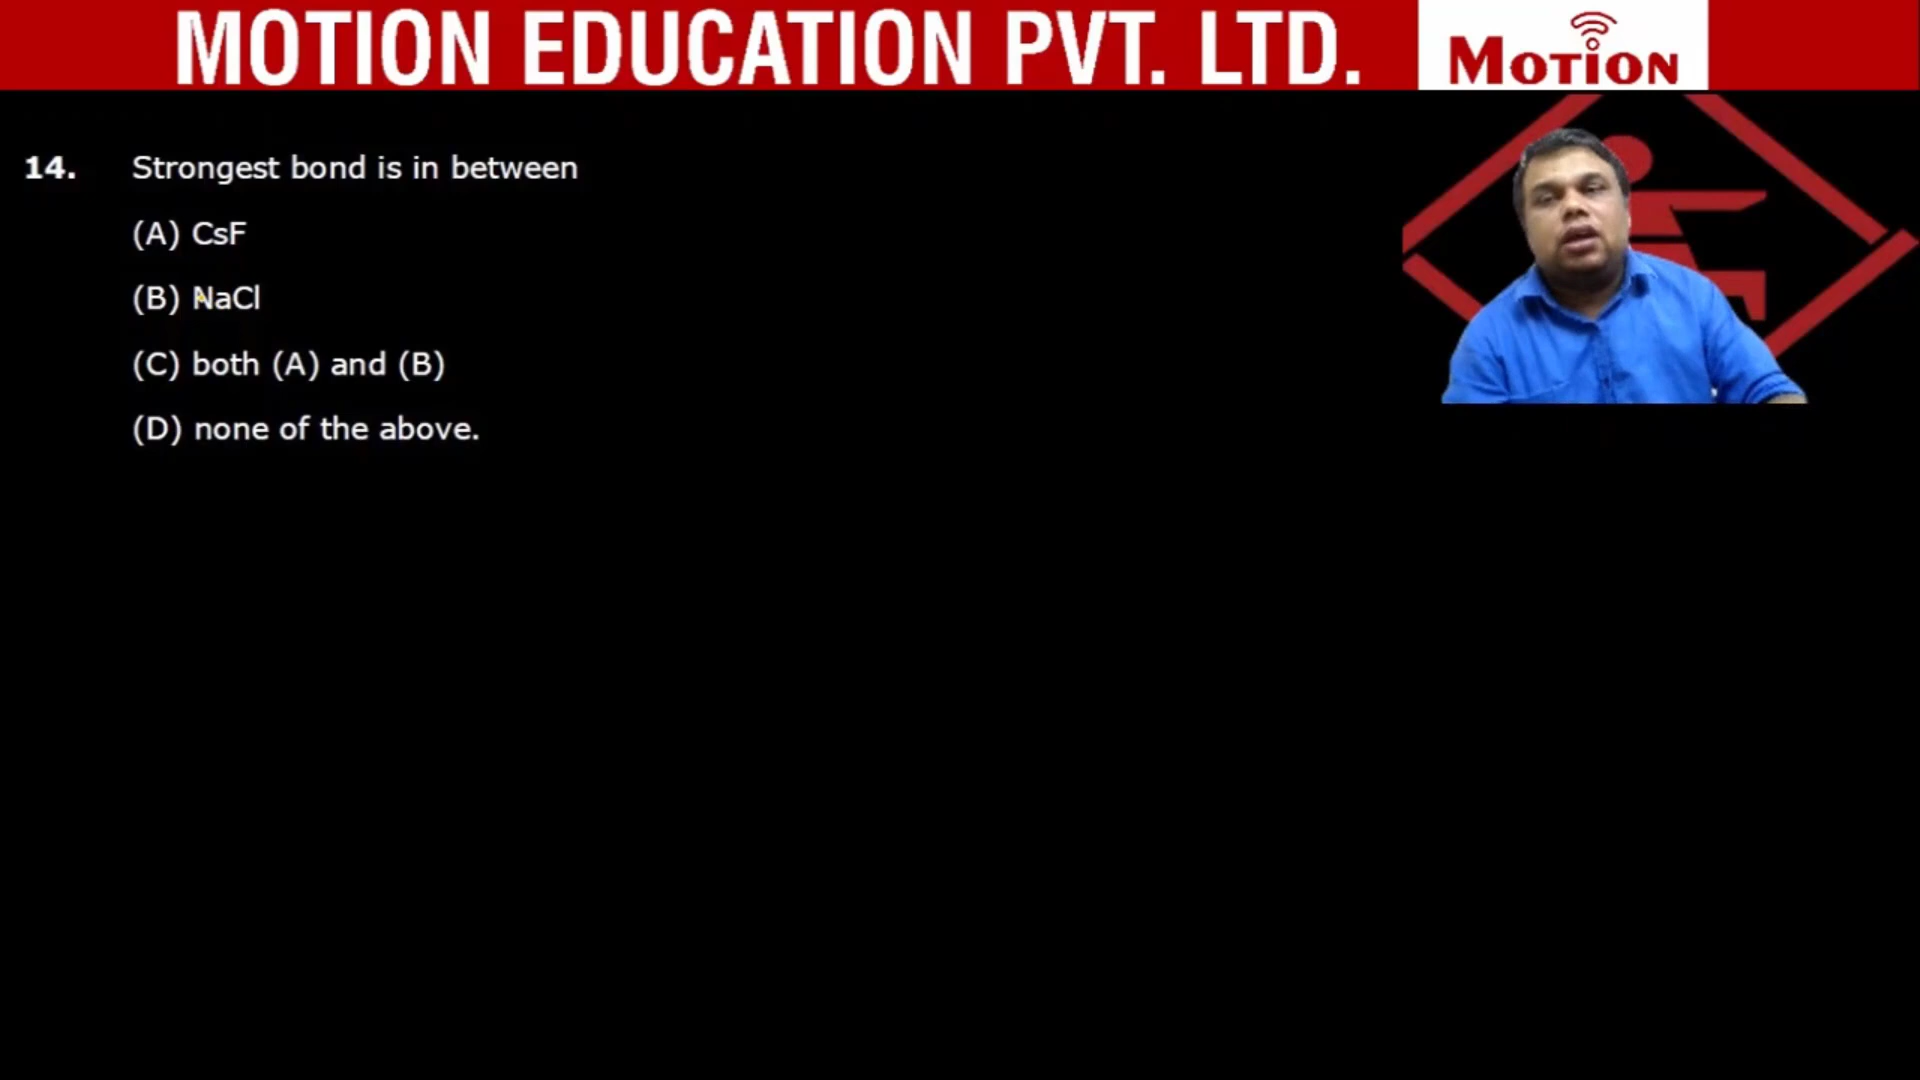 MOTION EDUCATION PVT. LTD.
MOTION
14. Strongest bond is in between
(A) CsF
(B) NaCl
(C) both (A) and (B)
(D) none of the above.